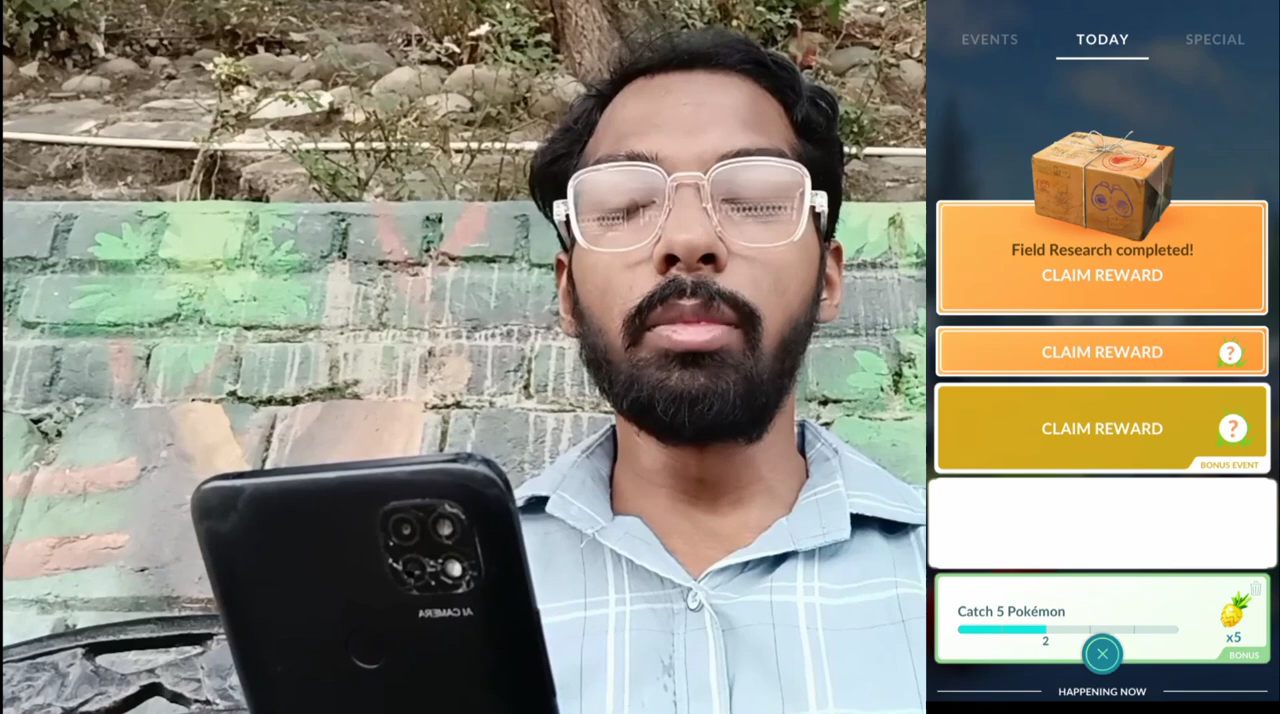 EVENTS
TODAY
SPECIAL
Field Research completed!
CLAIM REWARD
CLAIM REWARD
?
CLAIM REWARD
?
BONUS EVENT
Catch 5 Pokémon
2
x5
BONUS
HAPPENING NOW
AI CAMERA